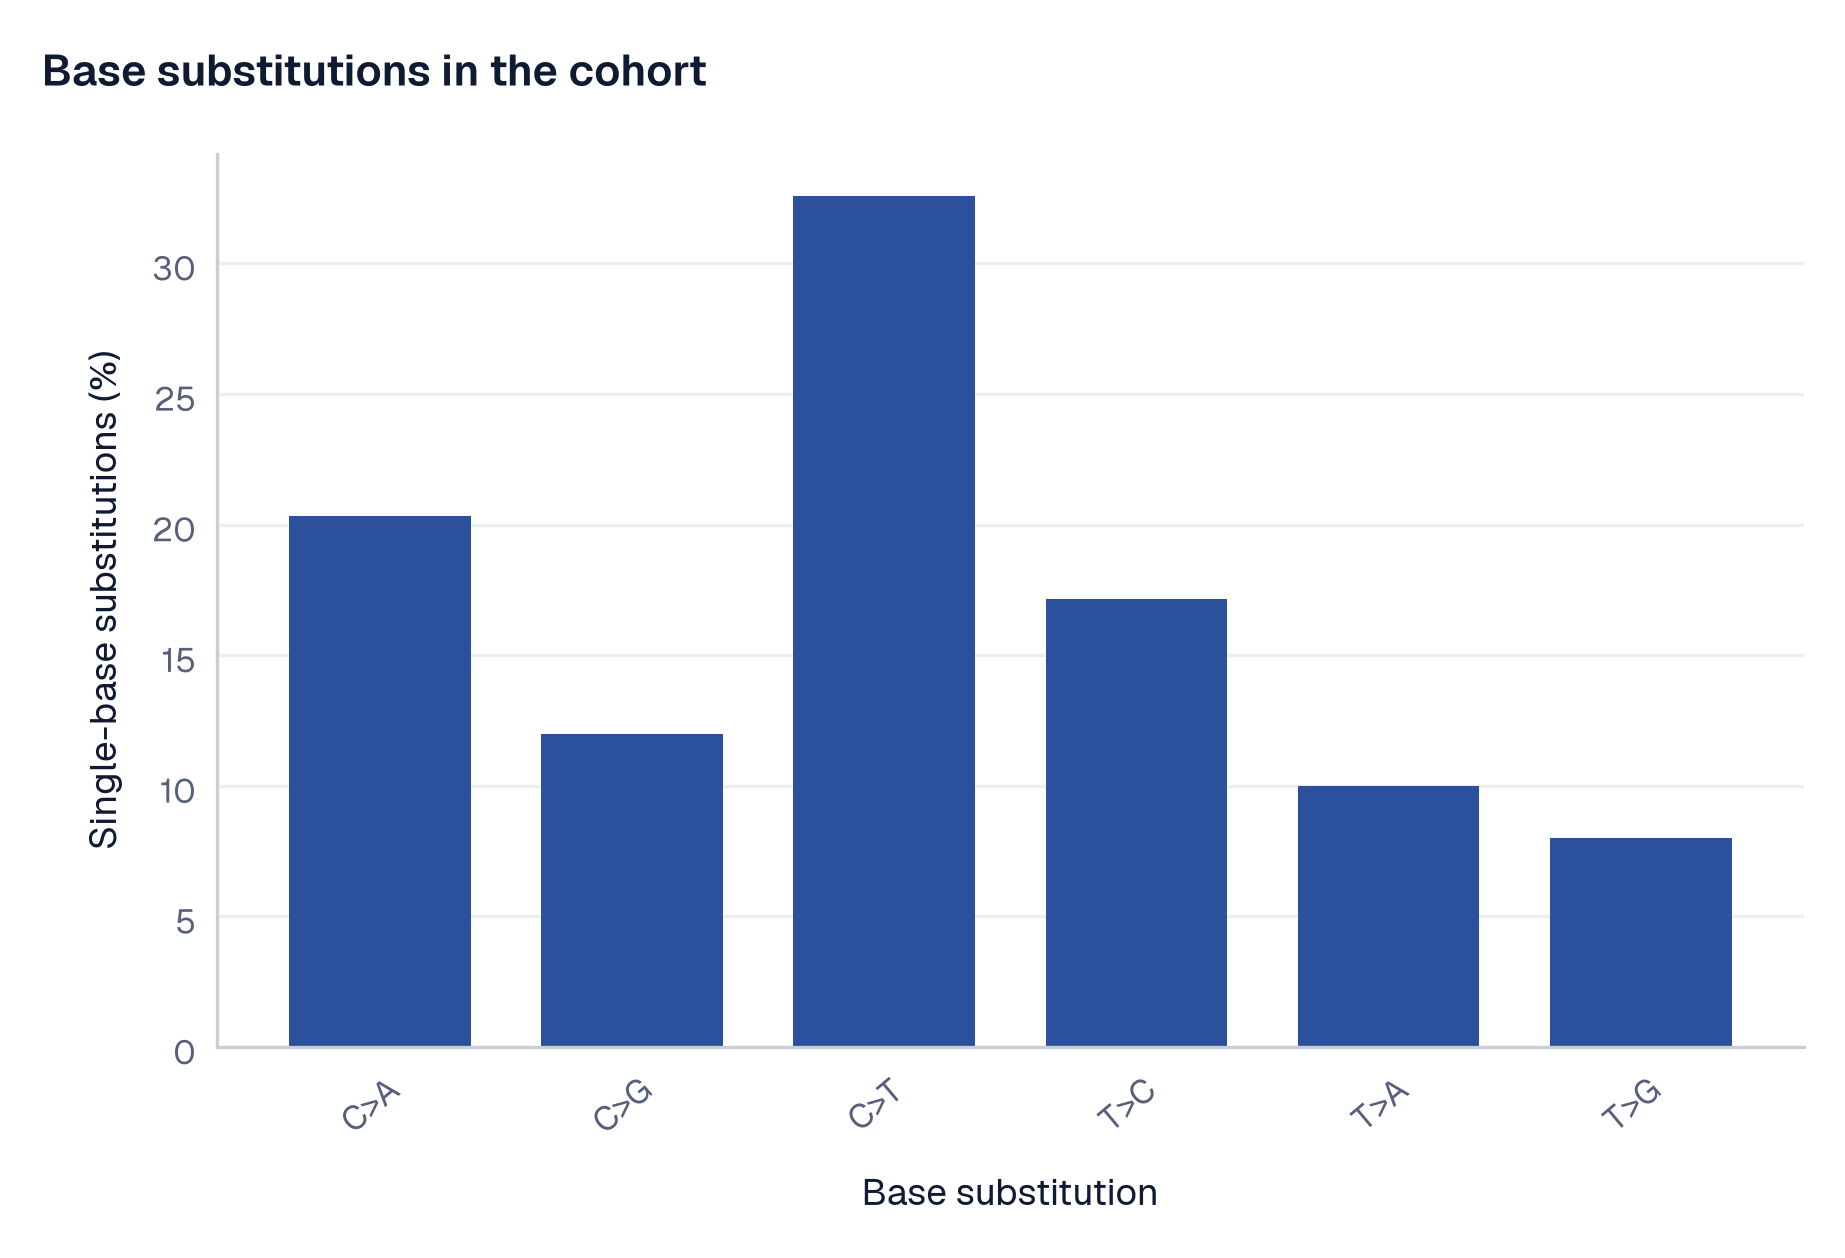 Base substitutions in the cohort
Single-base substitutions (%)
30
25
20
15
10
5
0
C>A
C>G
C>T
T>C
T>A
T>G
Base substitution